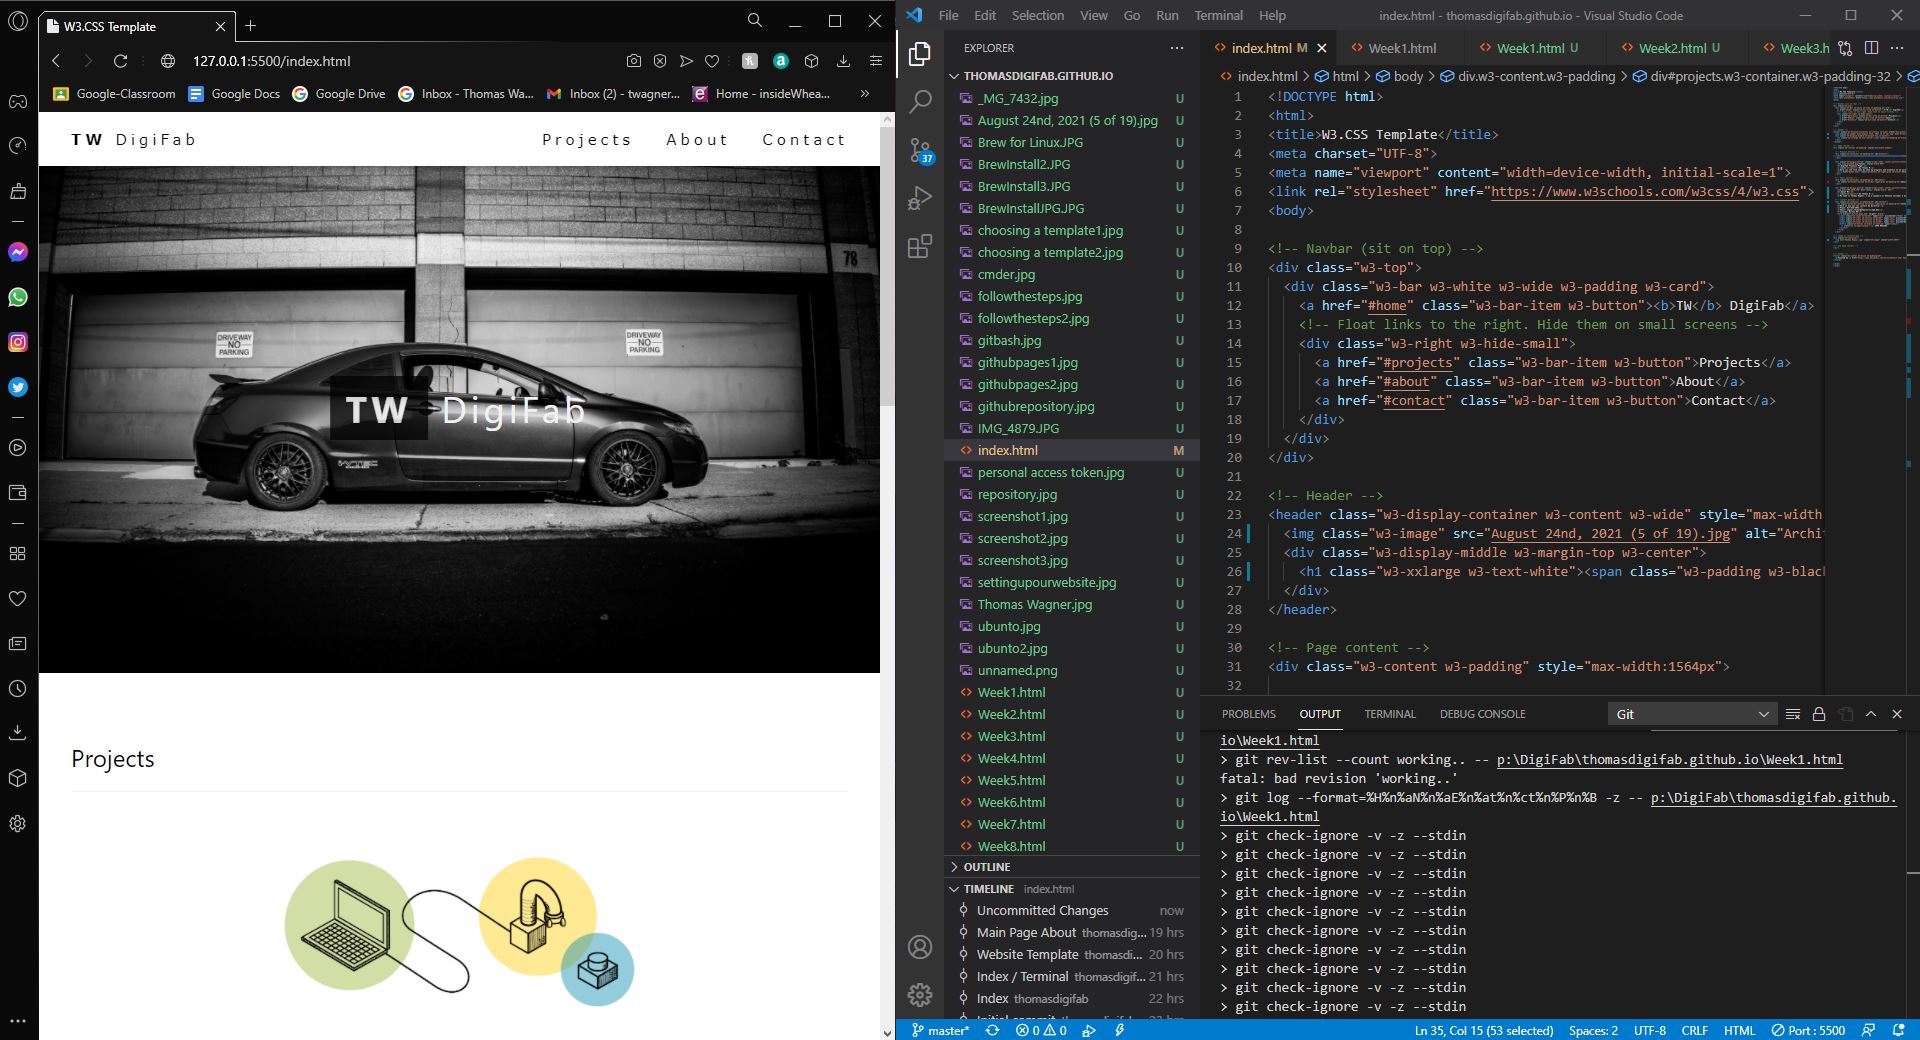 W3.CSS Template
127.0.0.1:5500/index.html
Google-Classroom
Google Docs
Google Drive
Inbox - Thomas Wa...
Inbox (2) - twagner...
Home - insideWhea...
»
TW DigiFab
Projects
About
Contact
78
DRIVEWAY
NO
PARKING
DRIVEWAY
NO
PARKING
TW DigiFab
Projects
File Edit Selection View Go Run Terminal Help
index.html - thomasdigifab.github.io - Visual Studio Code
EXPLORER
THOMASDIGIFAB.GITHUB.IO
_MG_7432.jpg U
August 24nd, 2021 (5 of 19).jpg U
Brew for Linux.JPG U
BrewInstall2.JPG U
BrewInstall3.JPG U
BrewInstallJPG.JPG U
choosing a template1.jpg U
choosing a template2.jpg U
cmder.jpg U
followthesteps.jpg U
followthesteps2.jpg U
gitbash.jpg U
githubpages1.jpg U
githubpages2.jpg U
githubrepository.jpg U
IMG_4879.JPG U
index.html M
personal access token.jpg U
repository.jpg U
screenshot1.jpg U
screenshot2.jpg U
screenshot3.jpg U
settingupourwebsite.jpg U
Thomas Wagner.jpg U
ubunto.jpg U
ubunto2.jpg U
unnamed.png U
Week1.html U
Week2.html U
Week3.html U
Week4.html U
Week5.html U
Week6.html U
Week7.html U
Week8.html U
OUTLINE
TIMELINE index.html
Uncommitted Changes now
Main Page About thomasdig... 19 hrs
Website Template thomasdi... 20 hrs
Index / Terminal thomasdigif... 21 hrs
Index thomasdigifab 22 hrs
37
index.html M
Week1.html
Week1.html U
Week2.html U
Week3.h
index.html > html > body > div.w3-content.w3-padding > div#projects.w3-container.w3-padding-32 >
1 <!DOCTYPE html>
2 <html>
3 <title>W3.CSS Template</title>
4 <meta charset="UTF-8">
5 <meta name="viewport" content="width=device-width, initial-scale=1">
6 <link rel="stylesheet" href="https://www.w3schools.com/w3css/4/w3.css">
7 <body>
8
9 <!-- Navbar (sit on top) -->
10 <div class="w3-top">
11 <div class="w3-bar w3-white w3-wide w3-padding w3-card">
12 <a href="#home" class="w3-bar-item w3-button"><b>TW</b> DigiFab</a>
13 <!-- Float links to the right. Hide them on small screens -->
14 <div class="w3-right w3-hide-small">
15 <a href="#projects" class="w3-bar-item w3-button">Projects</a>
16 <a href="#about" class="w3-bar-item w3-button">About</a>
17 <a href="#contact" class="w3-bar-item w3-button">Contact</a>
18 </div>
19 </div>
20 </div>
21
22 <!-- Header -->
23 <header class="w3-display-container w3-content w3-wide" style="max-width
24 <img class="w3-image" src="August 24nd, 2021 (5 of 19).jpg" alt="Archi
25 <div class="w3-display-middle w3-margin-top w3-center">
26 <h1 class="w3-xxlarge w3-text-white"><span class="w3-padding w3-blac
27 </div>
28 </header>
29
30 <!-- Page content -->
31 <div class="w3-content w3-padding" style="max-width:1564px">
32
PROBLEMS OUTPUT TERMINAL DEBUG CONSOLE
Git
io\Week1.html
> git rev-list --count working.. -- p:\DigiFab\thomasdigifab.github.io\Week1.html
fatal: bad revision 'working..'
> git log --format=%H%n%aN%n%aE%n%at%n%ct%n%P%n%B -z -- p:\DigiFab\thomasdigifab.github.
io\Week1.html
> git check-ignore -v -z --stdin
> git check-ignore -v -z --stdin
> git check-ignore -v -z --stdin
> git check-ignore -v -z --stdin
> git check-ignore -v -z --stdin
> git check-ignore -v -z --stdin
> git check-ignore -v -z --stdin
> git check-ignore -v -z --stdin
> git check-ignore -v -z --stdin
> git check-ignore -v -z --stdin
master*
0 0
Ln 35, Col 15 (53 selected) Spaces: 2 UTF-8 CRLF HTML Port : 5500